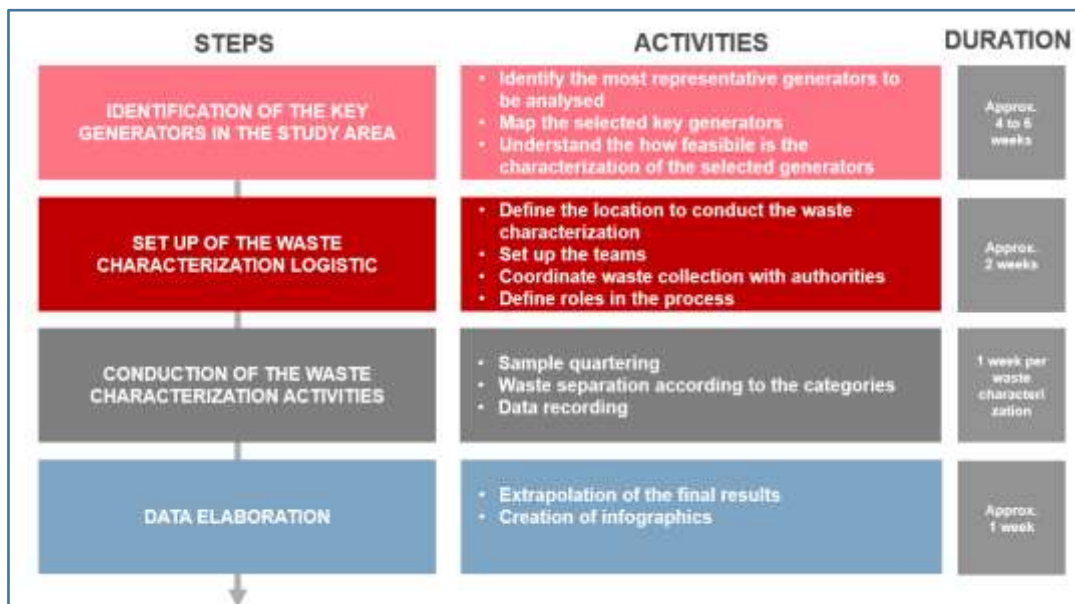 STEPS
ACTIVITIES
DURATION
IDENTIFICATION OF THE KEY
GENERATORS IN THE STUDY AREA
• Identify the most representative generators to
be analysed
• Map the selected key generators
• Understand the how feasibile is the
characterization of the selected generators
Approx.
4 to 5
weeks
SET UP OF THE WASTE
CHARACTERIZATION LOGISTIC
• Define the location to conduct the waste
characterization
• Set up the teams
• Coordinate waste collection with authorities
• Define roles in the process
Approx.
2 weeks
CONDUCTION OF THE WASTE
CHARACTERIZATION ACTIVITIES
• Sample quartering
• Waste separation according to the categories
• Data recording
1 week per
waste
characteri
zation
DATA ELABORATION
• Extrapolation of the final results
• Creation of infographics
Approx.
1 week